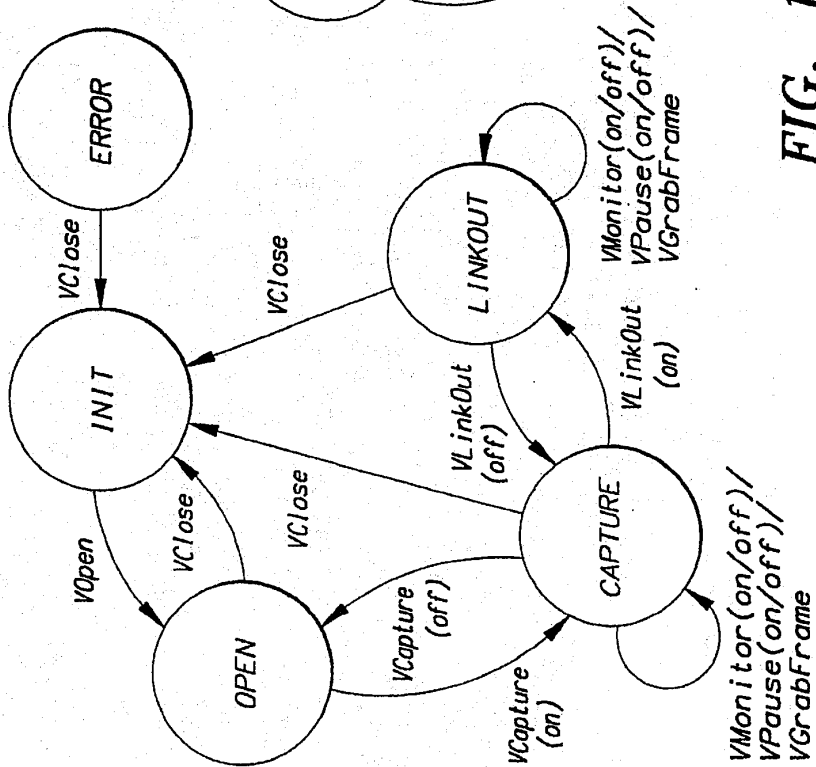 ERROR
VClose
INIT
VOpen
VClose
VClose
VClose
OPEN
LINKOUT
VMonitor(on/off)/
VPause(on/off)/
VGrabFrame
VCapture
(off)
VCapture
(on)
VLinkOut
(off)
VLinkOut
(on)
CAPTURE
VMonitor(on/off)/
VPause(on/off)/
VGrabFrame
FIG.